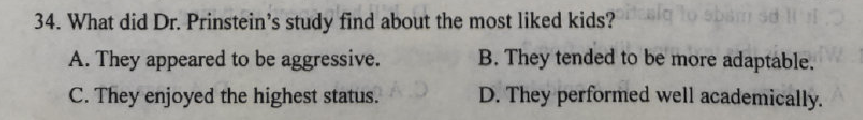 34. What did Dr. Prinstein's study find about the most liked kids?
A. They appeared to be aggressive. B. They tended to be more adaptable.
C. They enjoyed the highest status. D. They performed well academically.